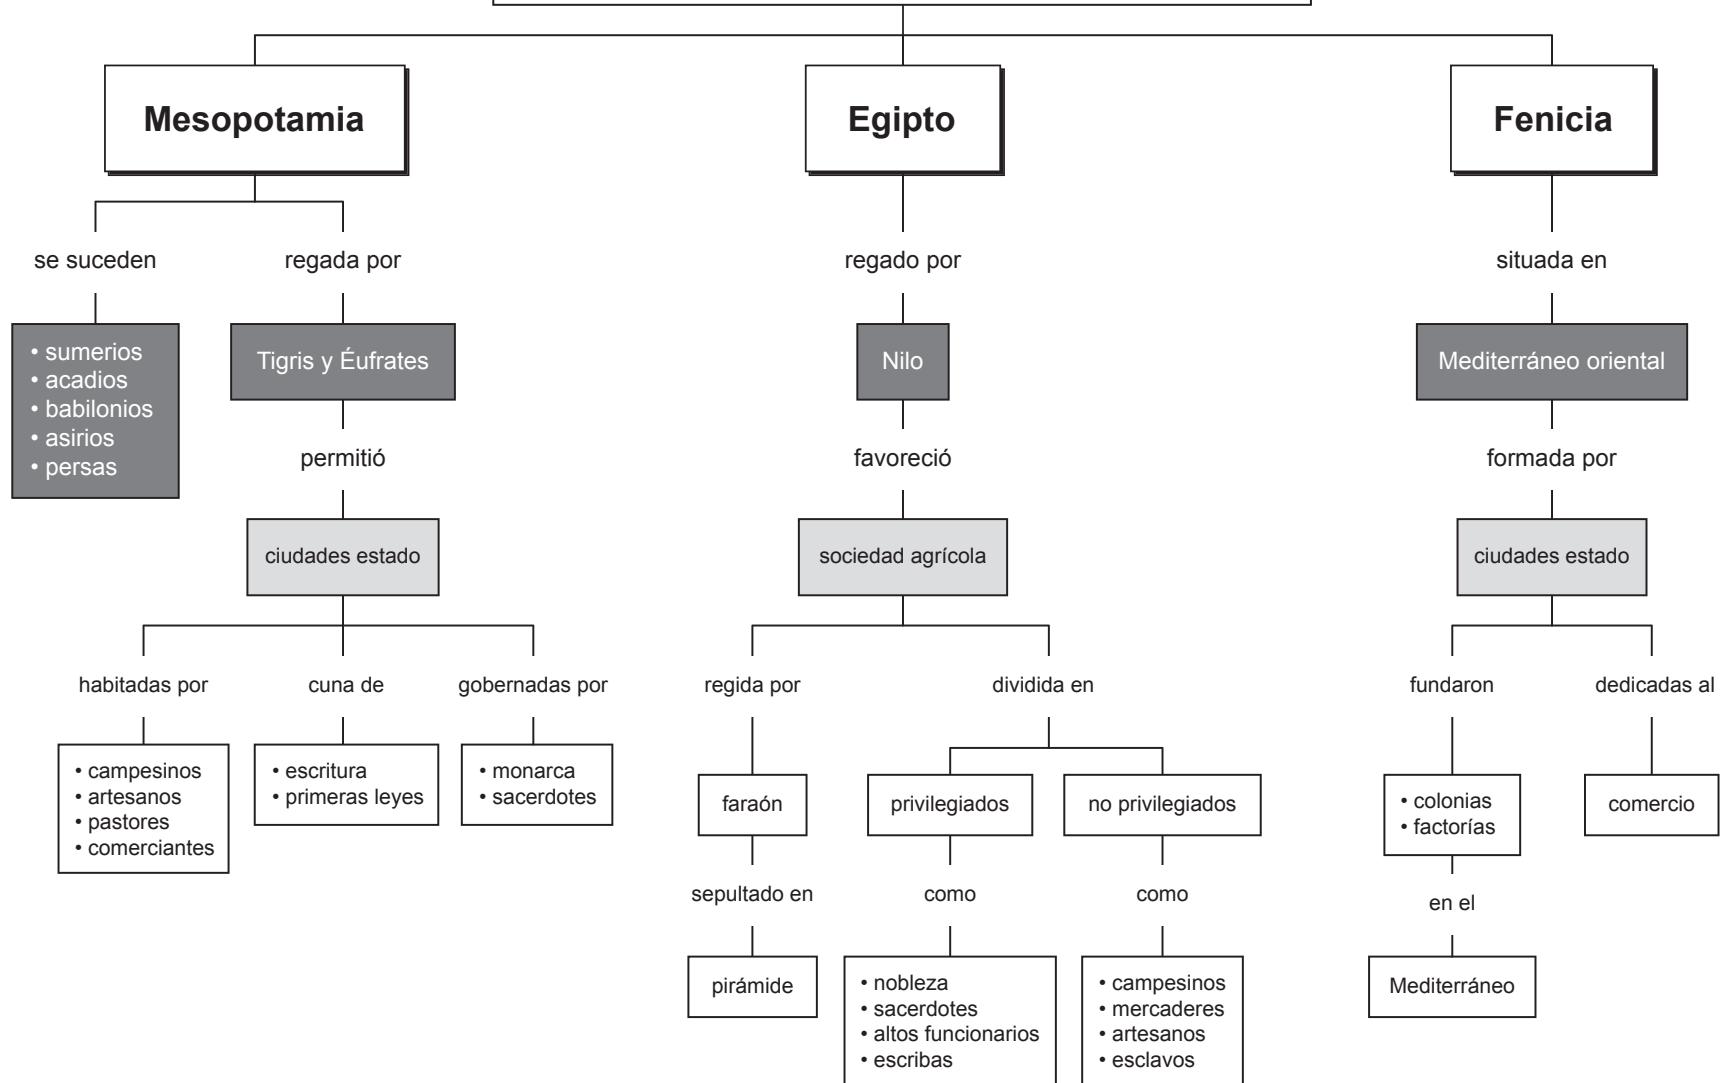 Mesopotamia
se suceden
• sumerios
• acadios
• babilonios
• asirios
• persas
regada por
Tigris y Éufrates
permitió
ciudades estado
habitadas por
• campesinos
• artesanos
• pastores
• comerciantes
cuna de
• escritura
• primeras leyes
gobernadas por
• monarca
• sacerdotes
Egipto
regado por
Nilo
favoreció
sociedad agrícola
regida por
faraón
sepultado en
pirámide
dividida en
privilegiados
como
• nobleza
• sacerdotes
• altos funcionarios
• escribas
no privilegiados
como
• campesinos
• mercaderes
• artesanos
• esclavos
Fenicia
situada en
Mediterráneo oriental
formada por
ciudades estado
fundaron
• colonias
• factorías
en el
Mediterráneo
dedicadas al
comercio